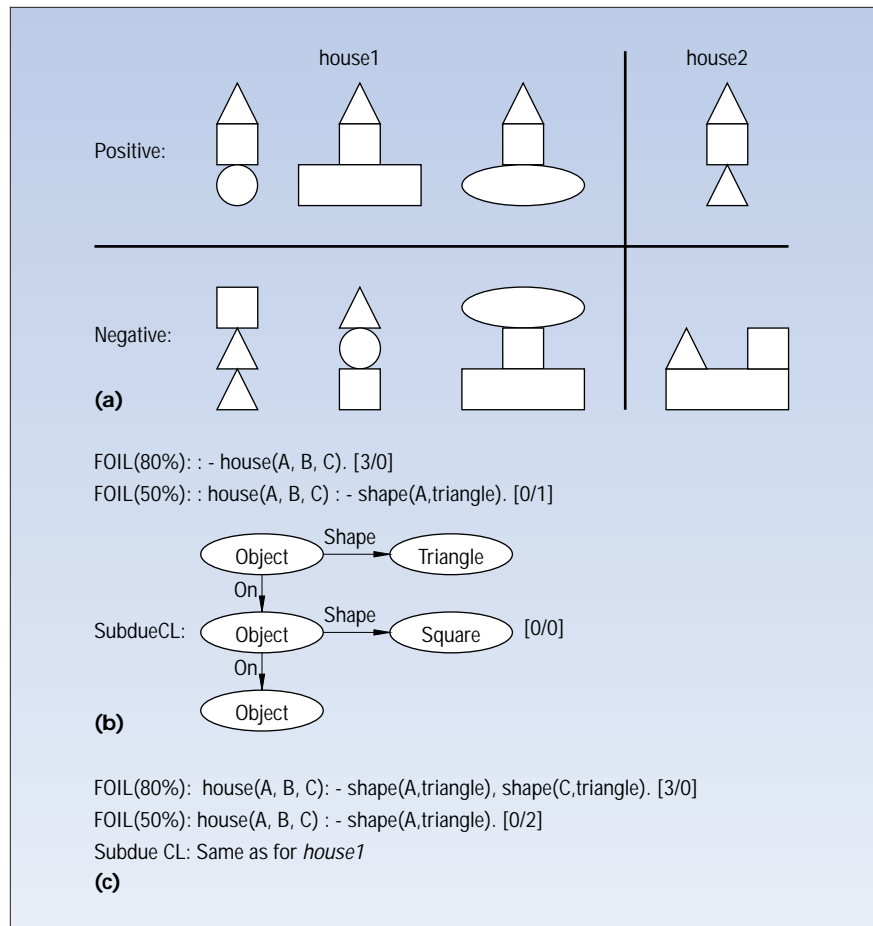 house1 house2
Positive:
Negative:
(a)
FOIL(80%): : - house(A, B, C). [3/0]
FOIL(50%): : house(A, B, C) : - shape(A,triangle). [0/1]
Shape
Object Triangle
On
Shape
SubdueCL: Object Square [0/0]
On
Object
(b)
FOIL(80%): house(A, B, C): - shape(A,triangle), shape(C,triangle). [3/0]
FOIL(50%): house(A, B, C) : - shape(A,triangle). [0/2]
Subdue CL: Same as for house1
(c)